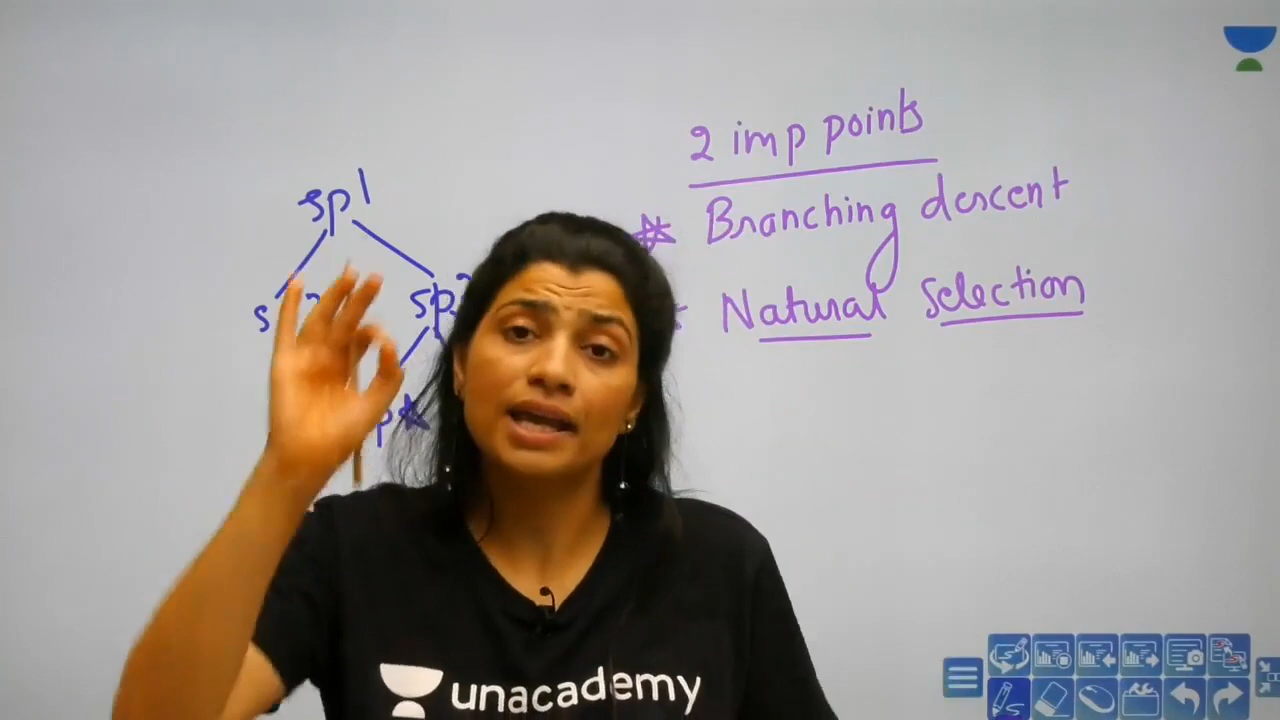 2 imp points
Branching descent
Natural Selection
sp1
unacademy